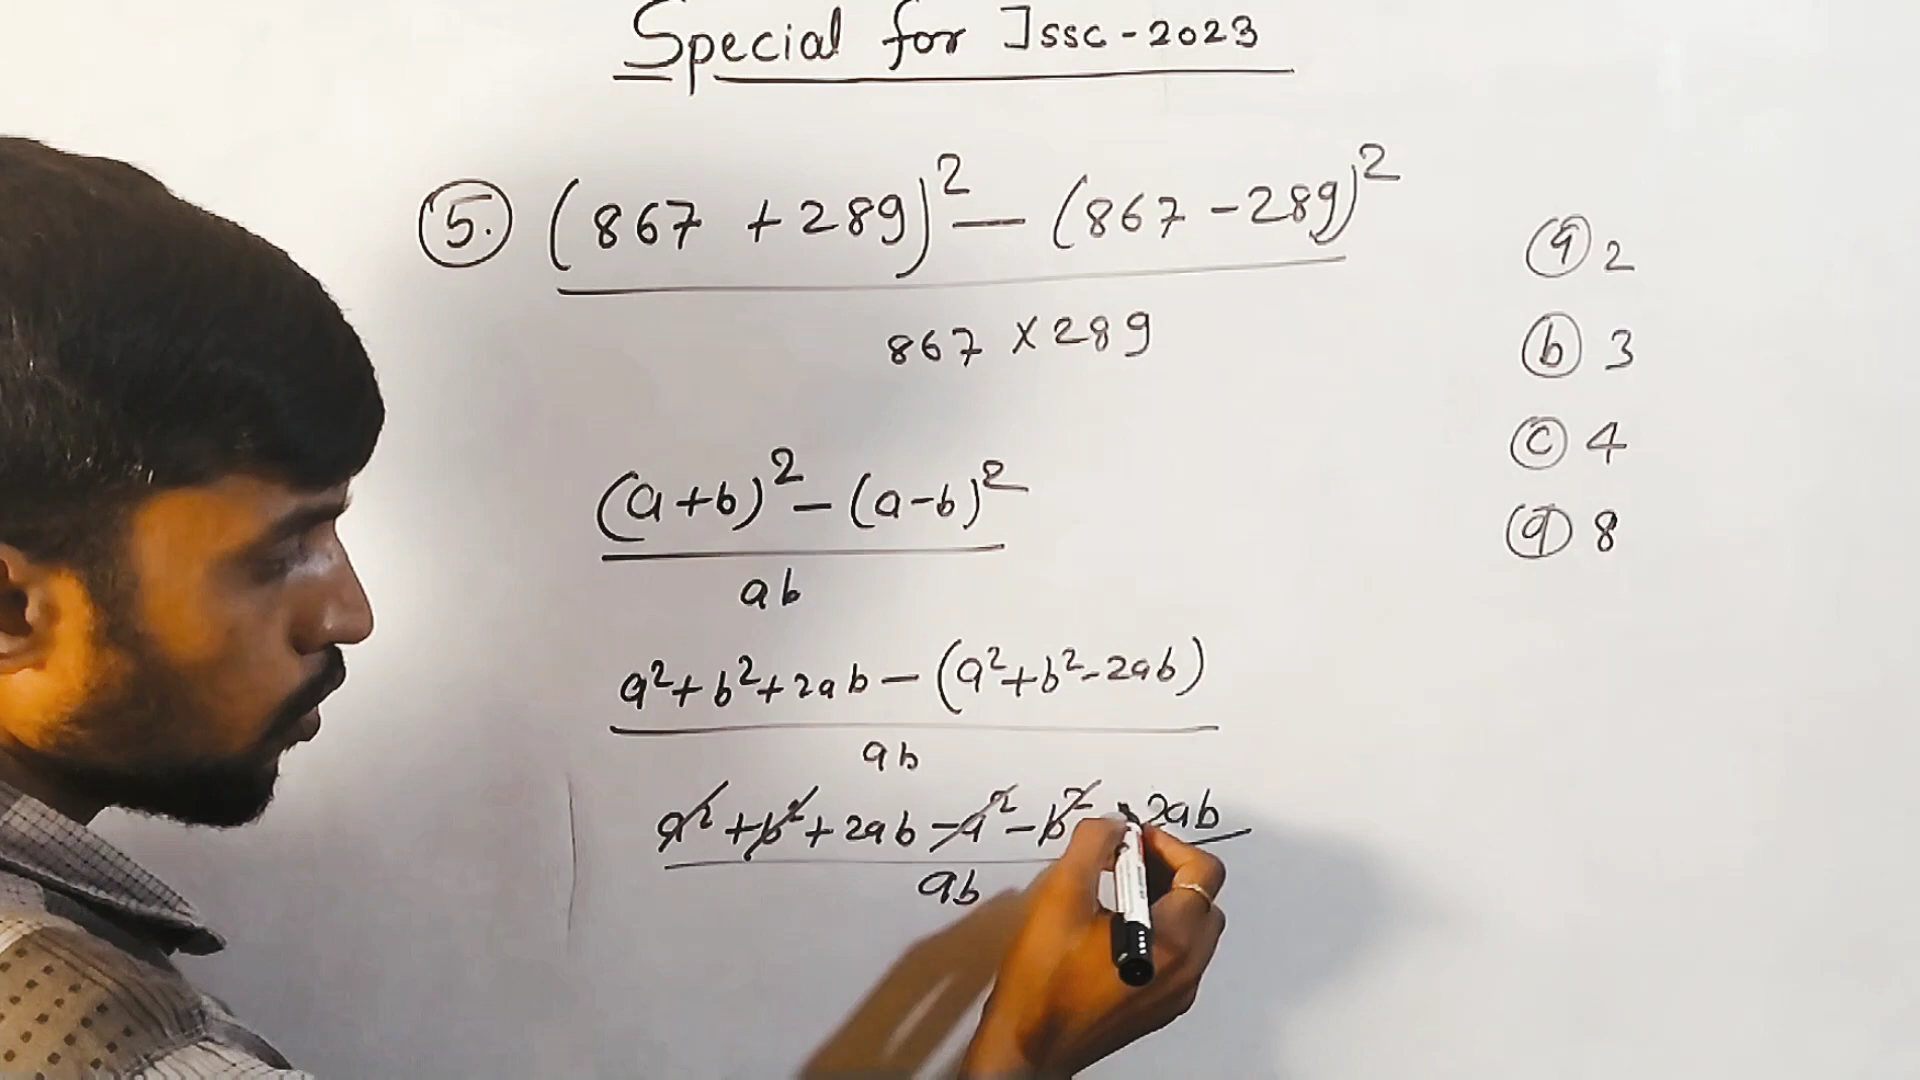 Special for JSSC-2023
5. (867 + 289)² — (867 - 289)²
867 × 289
(a) 2
(b) 3
(c) 4
(d) 8
(a+b)² - (a-b)²
ab
a²+b²+2ab - (a²+b²-2ab)
ab
a² + b² + 2ab - a² - b² 2ab
ab